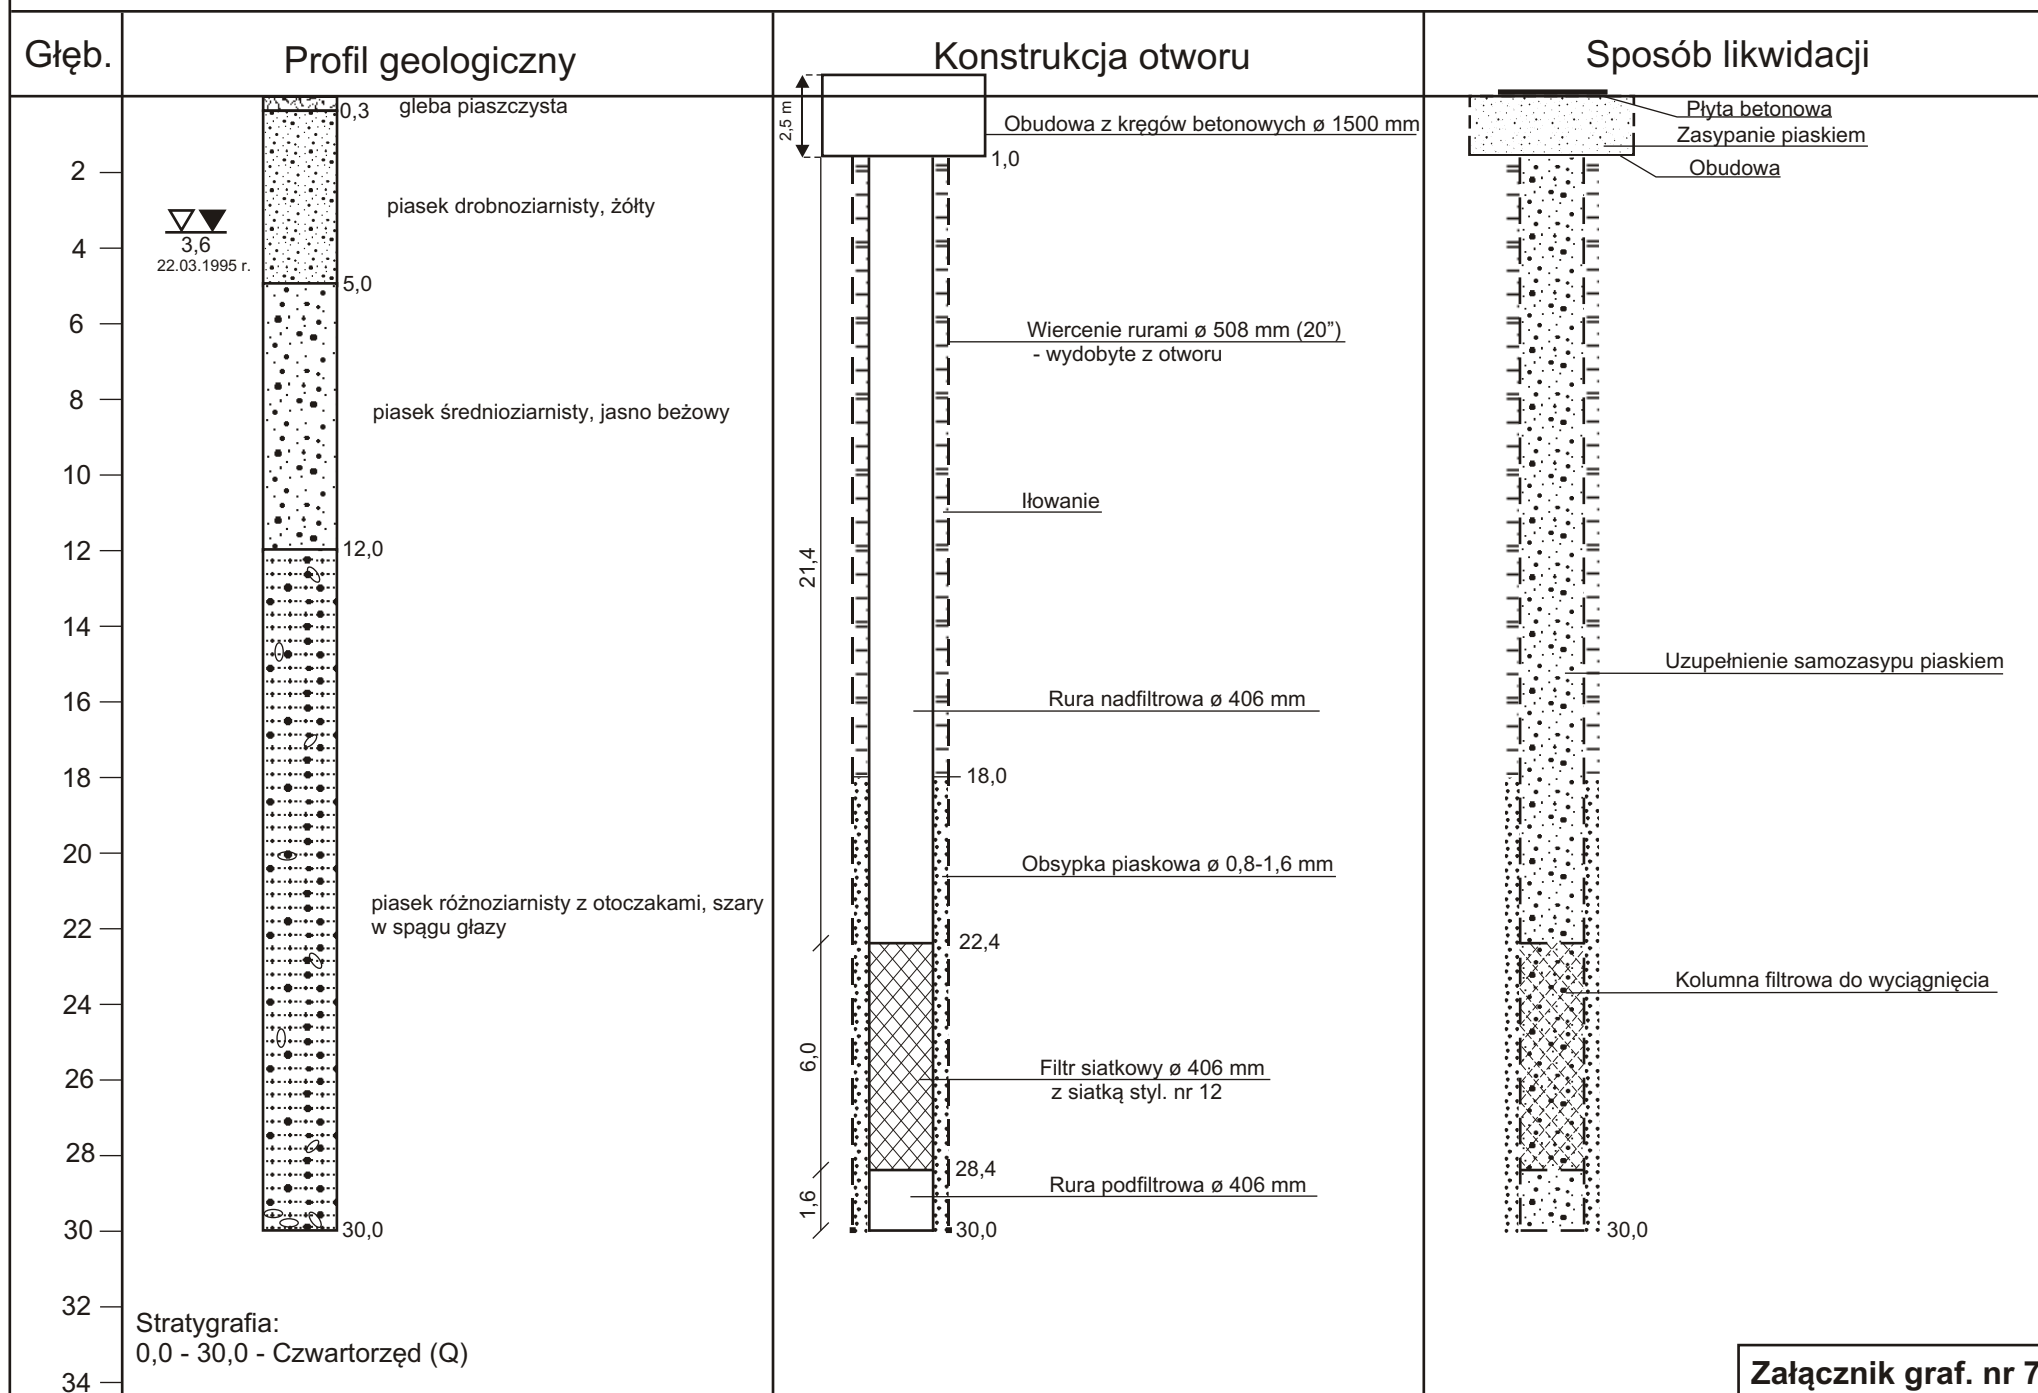 Głęb.
Profil geologiczny
Konstrukcja otworu
Sposób likwidacji
2
4
6
8
10
12
14
16
18
20
22
24
26
28
30
32
34
3,6
22.03.1995 r.
0,3
gleba piaszczysta
piasek drobnoziarnisty, żółty
5,0
piasek średnioziarnisty, jasno beżowy
12,0
piasek różnoziarnisty z otoczakami, szary
w spągu głazy
30,0
Stratygrafia:
0,0 - 30,0 - Czwartorzęd (Q)
2,5 m
Obudowa z kręgów betonowych ø 1500 mm
1,0
Wiercenie rurami ø 508 mm (20”)
- wydobyte z otworu
Iłowanie
21,4
Rura nadfiltrowa ø 406 mm
18,0
Obsypka piaskowa ø 0,8-1,6 mm
22,4
6,0
Filtr siatkowy ø 406 mm
z siatką styl. nr 12
28,4
1,6
Rura podfiltrowa ø 406 mm
30,0
Płyta betonowa
Zasypanie piaskiem
Obudowa
Uzupełnienie samozasypu piaskiem
Kolumna filtrowa do wyciągnięcia
30,0
Załącznik graf. nr 7